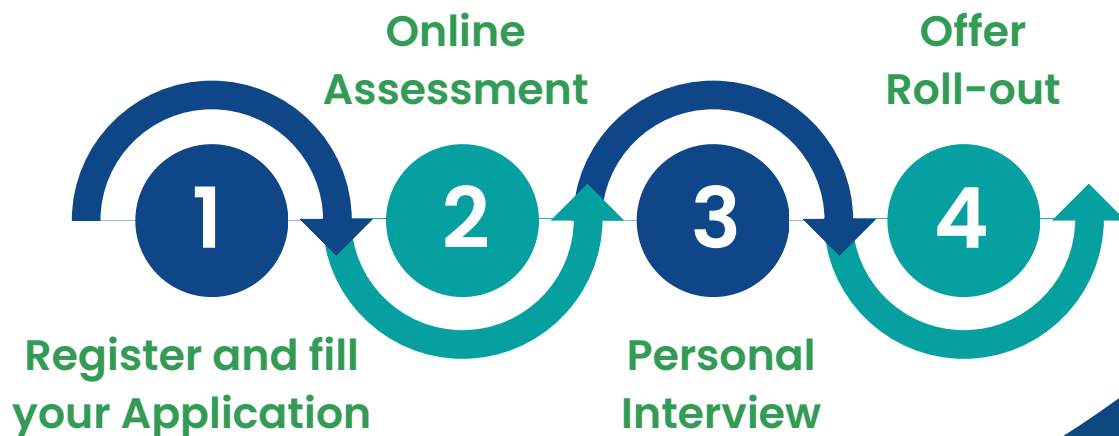 Online
Assessment
Offer
Roll-out
1
2
3
4
Register and fill
your Application
Personal
Interview